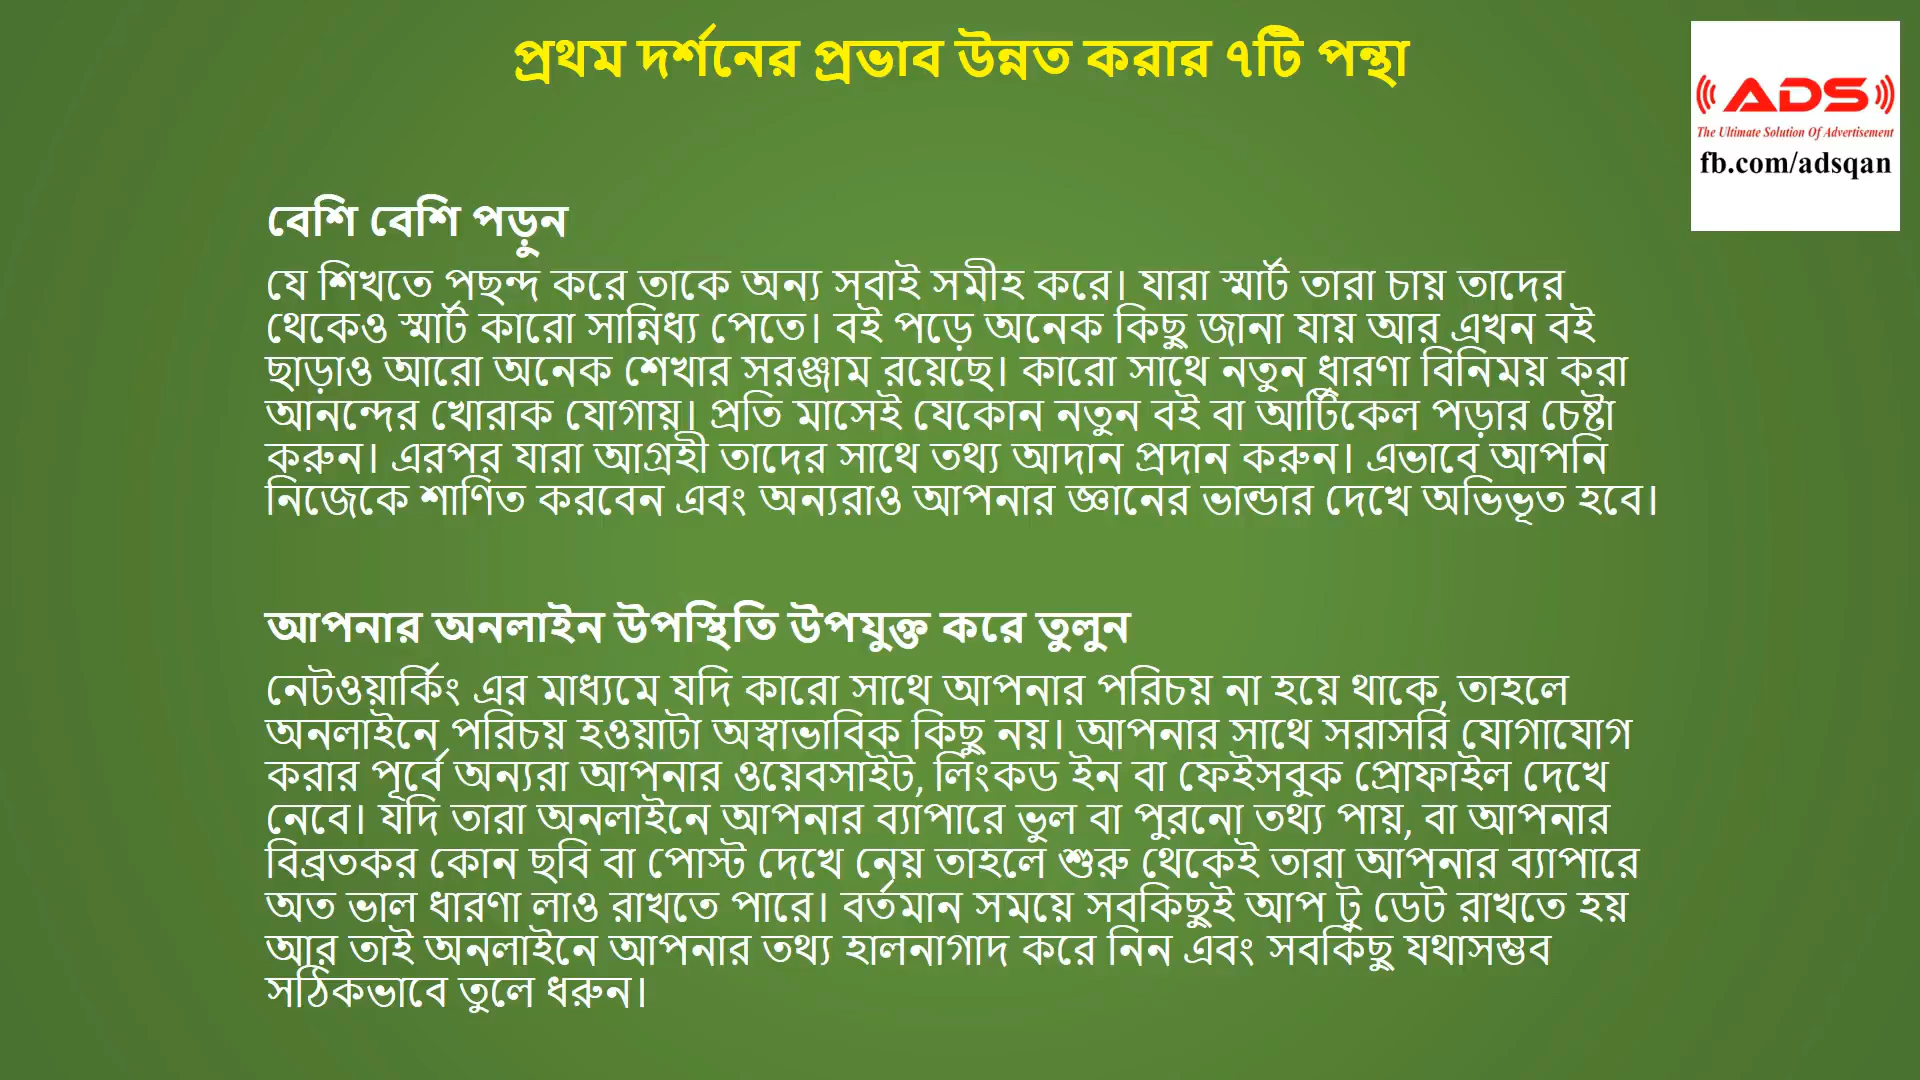 প্রথম দর্শনের প্রভাব উন্নত করার ৭টি পন্থা
ADS
The Ultimate Solution Of Advertisement
fb.com/adsqan
বেশি বেশি পড়ুন
যে শিখতে পছন্দ করে তাকে অন্য সবাই সমীহ করে। যারা স্মার্ট তারা চায় তাদের
থেকেও স্মার্ট কারো সান্নিধ্য পেতে। বই পড়ে অনেক কিছু জানা যায় আর এখন বই
ছাড়াও আরো অনেক শেখার সরঞ্জাম রয়েছে। কারো সাথে নতুন ধারণা বিনিময় করা
আনন্দের খোরাক যোগায়। প্রতি মাসেই যেকোন নতুন বই বা আর্টিকেল পড়ার চেষ্টা
করুন। এরপর যারা আগ্রহী তাদের সাথে তথ্য আদান প্রদান করুন। এভাবে আপনি
নিজেকে শাণিত করবেন এবং অন্যরাও আপনার জ্ঞানের ভান্ডার দেখে অভিভূত হবে।
আপনার অনলাইন উপস্থিতি উপযুক্ত করে তুলুন
নেটওয়ার্কিং এর মাধ্যমে যদি কারো সাথে আপনার পরিচয় না হয়ে থাকে, তাহলে
অনলাইনে পরিচয় হওয়াটা অস্বাভাবিক কিছু নয়। আপনার সাথে সরাসরি যোগাযোগ
করার পূর্বে অন্যরা আপনার ওয়েবসাইট, লিংকড ইন বা ফেইসবুক প্রোফাইল দেখে
নেবে। যদি তারা অনলাইনে আপনার ব্যাপারে ভুল বা পুরনো তথ্য পায়, বা আপনার
বিব্রতকর কোন ছবি বা পোস্ট দেখে নেয় তাহলে শুরু থেকেই তারা আপনার ব্যাপারে
অত ভাল ধারণা লাও রাখতে পারে। বর্তমান সময়ে সবকিছুই আপ টু ডেট রাখতে হয়
আর তাই অনলাইনে আপনার তথ্য হালনাগাদ করে নিন এবং সবকিছু যথাসম্ভব
সঠিকভাবে তুলে ধরুন।